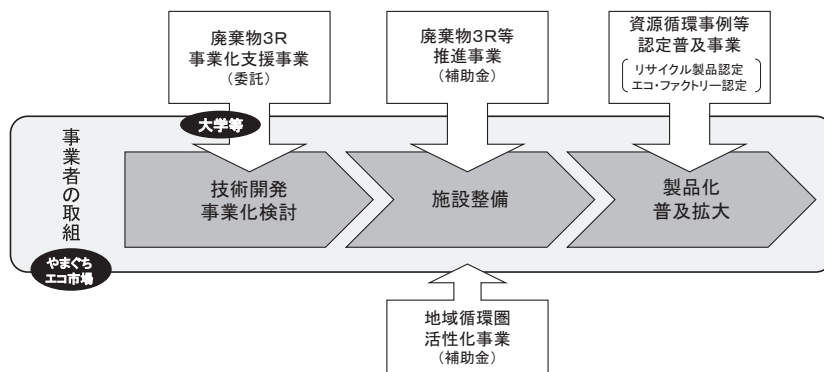 廃棄物3R
事業化支援事業
（委託）
廃棄物3R等
推進事業
（補助金）
資源循環事例等
認定普及事業
リサイクル製品認定
エコ・ファクトリー認定
大学等
事業者の取組
技術開発
事業化検討
施設整備
製品化
普及拡大
やまぐち
エコ市場
地域循環圏
活性化事業
（補助金）